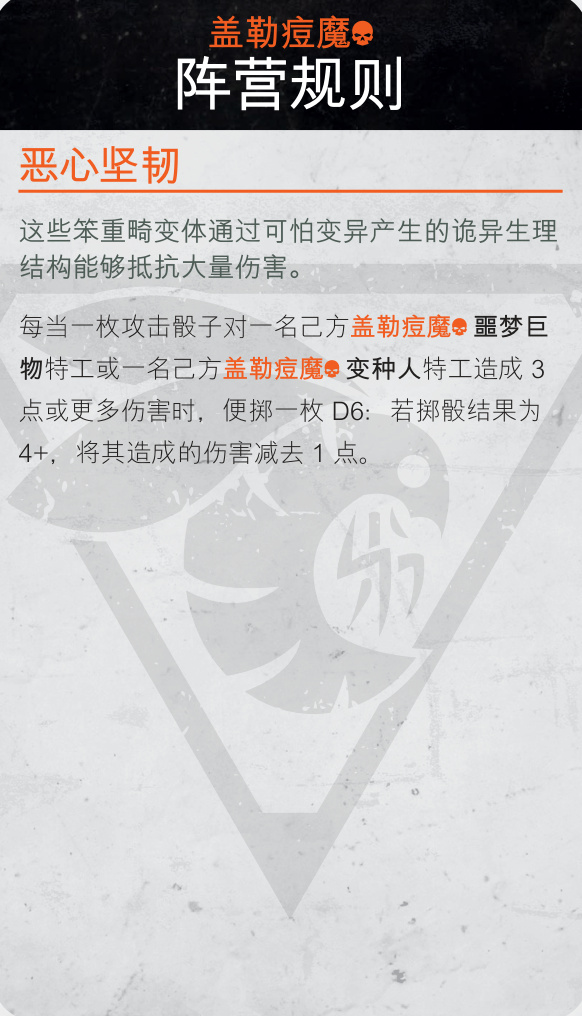 盖勒痘魔
阵营规则
恶心坚韧
这些笨重畸变体通过可怕变异产生的诡异生理
结构能够抵抗大量伤害。
每当一枚攻击骰子对一名己方盖勒痘魔 噩梦巨
物特工或一名己方盖勒痘魔 变种人特工造成 3
点或更多伤害时，便掷一枚 D6：若掷骰结果为
4+，将其造成的伤害减去 1 点。